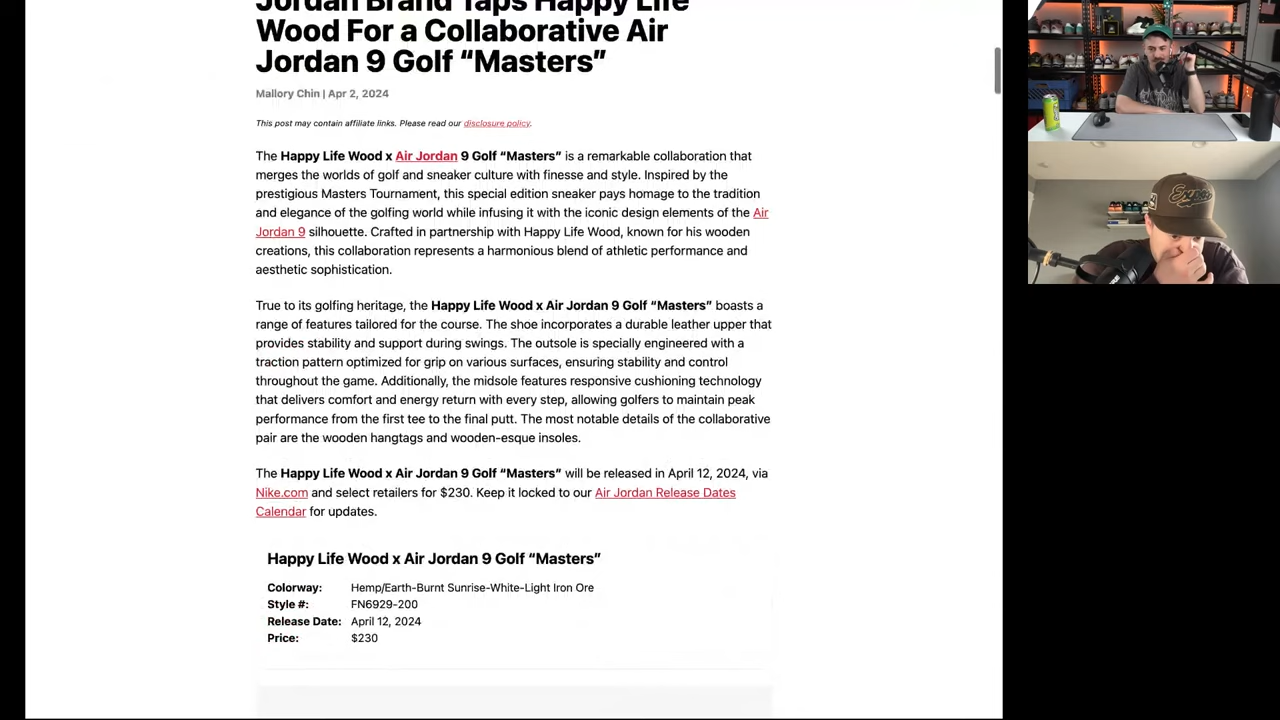 Jordan Brand Taps Happy Life
Wood For a Collaborative Air
Jordan 9 Golf “Masters”
Mallory Chin | Apr 2, 2024
This post may contain affiliate links. Please read our disclosure policy.
The Happy Life Wood x Air Jordan 9 Golf “Masters” is a remarkable collaboration that
merges the worlds of golf and sneaker culture with finesse and style. Inspired by the
prestigious Masters Tournament, this special edition sneaker pays homage to the tradition
and elegance of the golfing world while infusing it with the iconic design elements of the Air
Jordan 9 silhouette. Crafted in partnership with Happy Life Wood, known for his wooden
creations, this collaboration represents a harmonious blend of athletic performance and
aesthetic sophistication.
True to its golfing heritage, the Happy Life Wood x Air Jordan 9 Golf “Masters” boasts a
range of features tailored for the course. The shoe incorporates a durable leather upper that
provides stability and support during swings. The outsole is specially engineered with a
traction pattern optimized for grip on various surfaces, ensuring stability and control
throughout the game. Additionally, the midsole features responsive cushioning technology
that delivers comfort and energy return with every step, allowing golfers to maintain peak
performance from the first tee to the final putt. The most notable details of the collaborative
pair are the wooden hangtags and wooden-esque insoles.
The Happy Life Wood x Air Jordan 9 Golf “Masters” will be released in April 12, 2024, via
Nike.com and select retailers for $230. Keep it locked to our Air Jordan Release Dates
Calendar for updates.
Happy Life Wood x Air Jordan 9 Golf “Masters”
Colorway: Hemp/Earth-Burnt Sunrise-White-Light Iron Ore
Style #: FN6929-200
Release Date: April 12, 2024
Price: $230